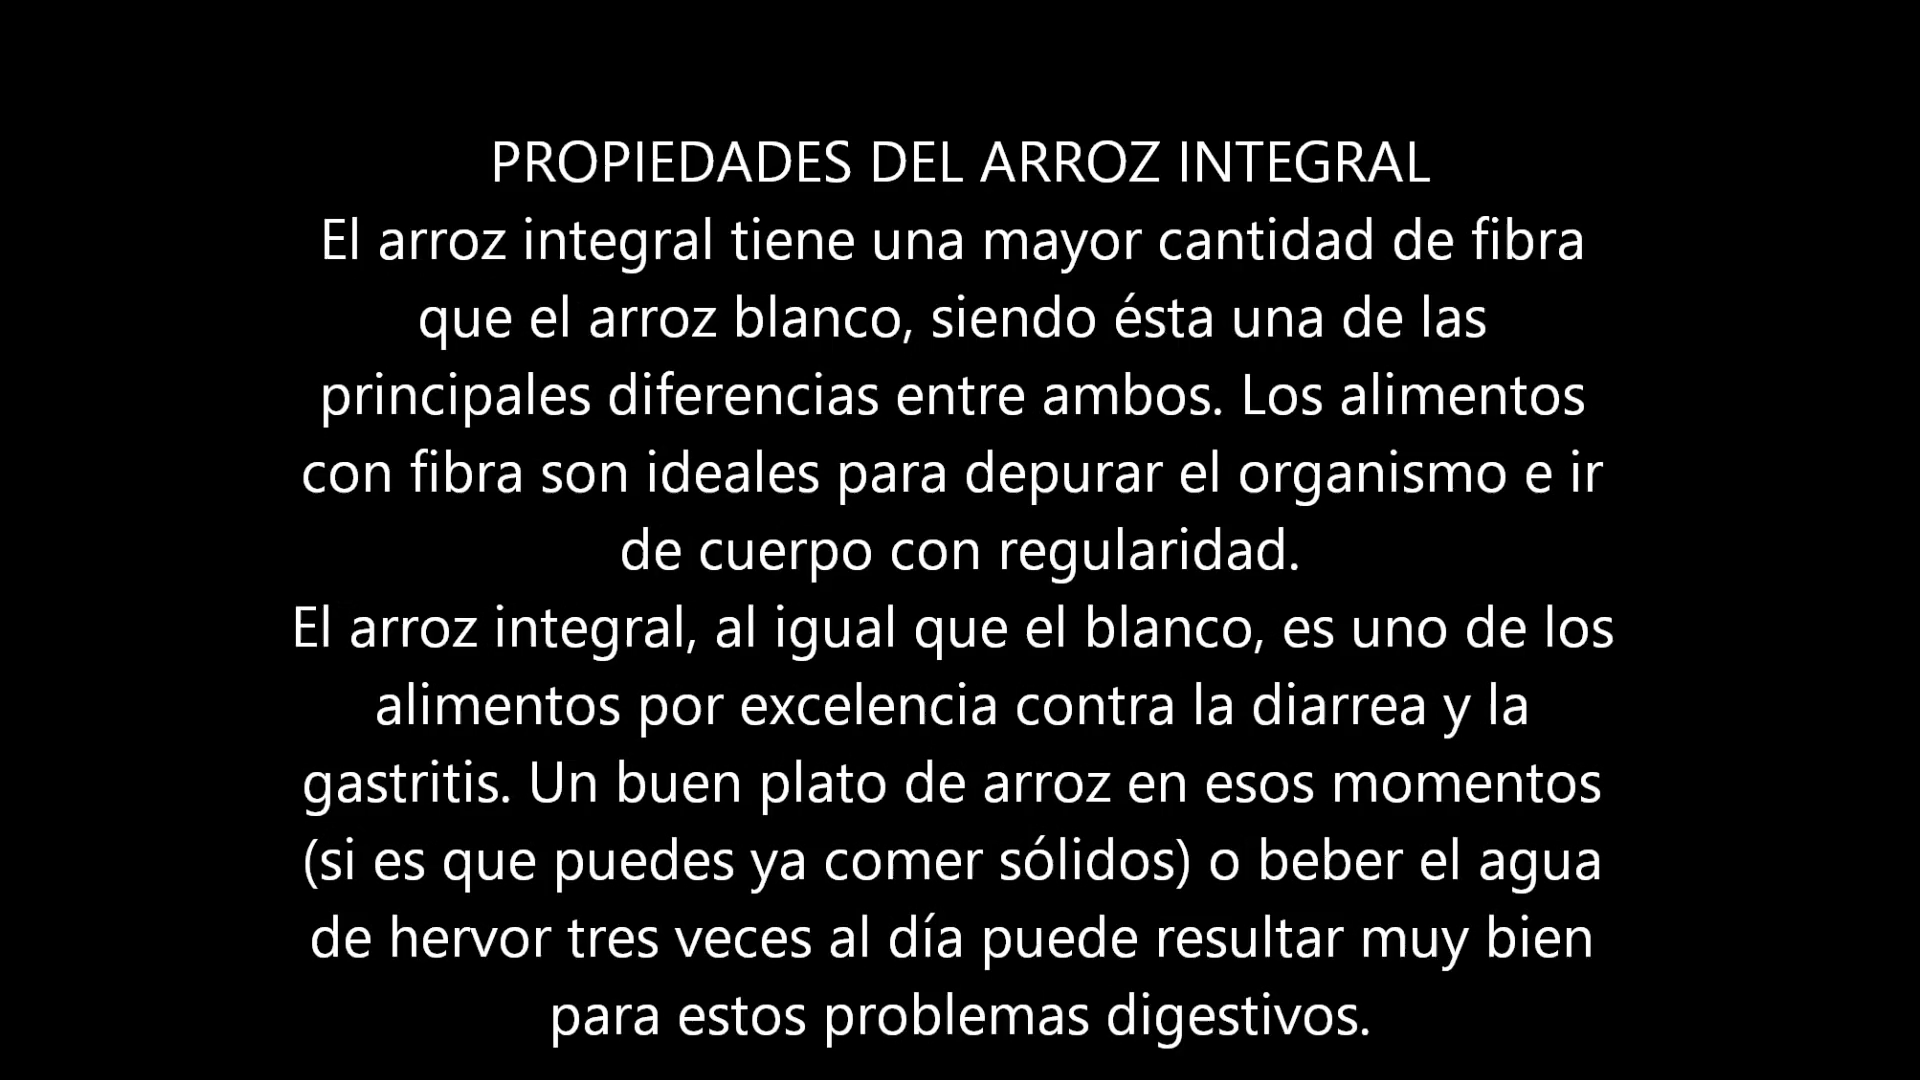 PROPIEDADES DEL ARROZ INTEGRAL
El arroz integral tiene una mayor cantidad de fibra
que el arroz blanco, siendo ésta una de las
principales diferencias entre ambos. Los alimentos
con fibra son ideales para depurar el organismo e ir
de cuerpo con regularidad.
El arroz integral, al igual que el blanco, es uno de los
alimentos por excelencia contra la diarrea y la
gastritis. Un buen plato de arroz en esos momentos
(si es que puedes ya comer sólidos) o beber el agua
de hervor tres veces al día puede resultar muy bien
para estos problemas digestivos.